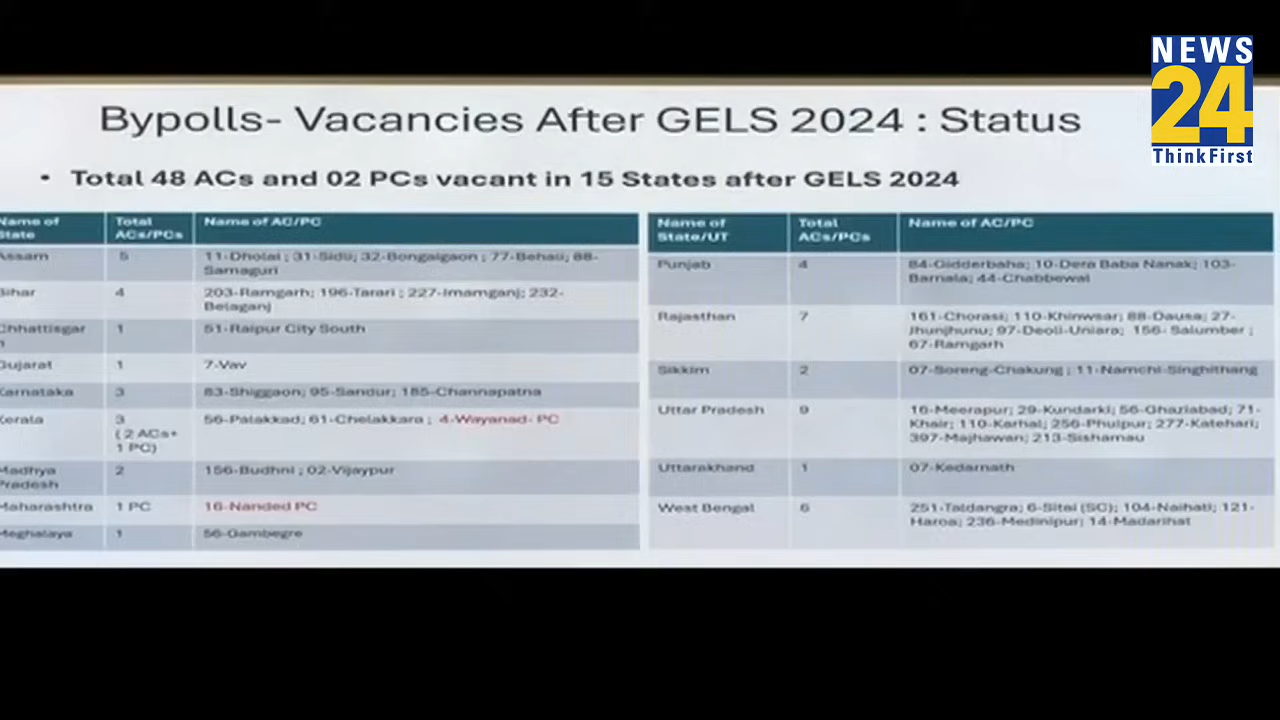 NEWS
24
ThinkFirst
Bypolls- Vacancies After GELS 2024 : Status
• Total 48 ACs and 02 PCs vacant in 15 States after GELS 2024
Name of
State
Total
ACs/PCs
Name of AC/PC
Assam
5
11-Dholai ; 31-Sidli; 32-Bongaigaon ; 77-Behali; 88-
Samaguri
Bihar
4
203-Ramgarh; 196-Tarari ; 227-Imamganj; 232-
Belaganj
Chhattisgar
h
1
51-Raipur City South
Gujarat
1
7-Vav
Karnataka
3
83-Shiggaon; 95-Sandur; 185-Channapatna
Kerala
3
( 2 ACs+
1 PC)
56-Palakkad; 61-Chelakkara ; 4-Wayanad- PC
Madhya
Pradesh
2
156-Budhni ; 02-Vijaypur
Maharashtra
1 PC
16-Nanded PC
Meghalaya
1
56-Gambegre
Name of
State/UT
Total
ACs/PCs
Name of AC/PC
Punjab
4
84-Gidderbaha; 10-Dera Baba Nanak; 103-
Barnala; 44-Chabbewal
Rajasthan
7
161-Chorasi; 110-Khinwsar; 88-Dausa; 27-
Jhunjhunu; 97-Deoli-Uniara; 156- Salumber ;
67-Ramgarh
Sikkim
2
07-Soreng-Chakung ; 11-Namchi-Singhithang
Uttar Pradesh
9
16-Meerapur; 29-Kundarki; 56-Ghaziabad; 71-
Khair; 110-Karhal; 256-Phulpur; 277-Katehari;
397-Majhawan; 213-Sishamau
Uttarakhand
1
07-Kedarnath
West Bengal
6
251-Taldangra; 6-Sitai (SC); 104-Naihati; 121-
Haroa; 236-Medinipur; 14-Madarihat